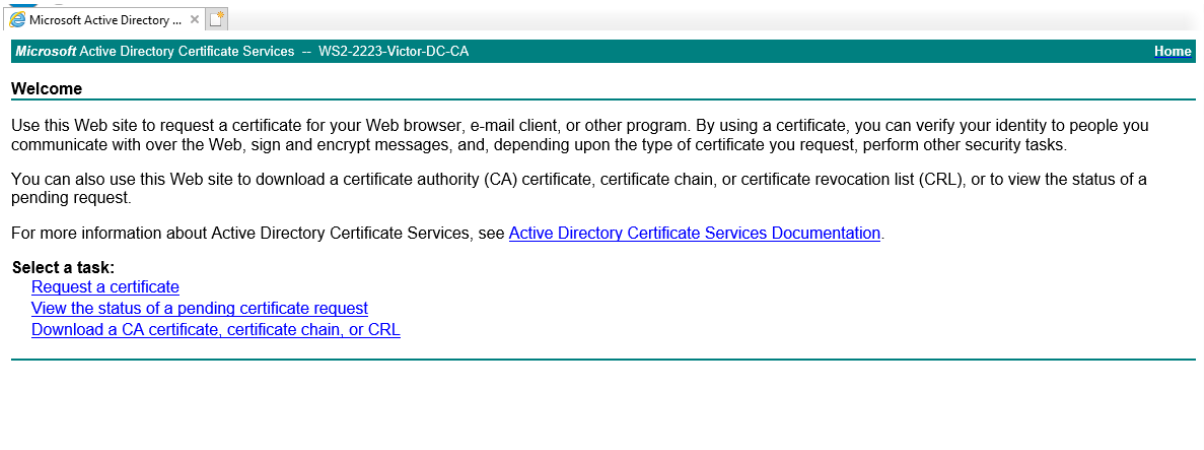 Microsoft Active Directory ...
Microsoft Active Directory Certificate Services -- WS2-2223-Victor-DC-CA Home
Welcome
Use this Web site to request a certificate for your Web browser, e-mail client, or other program. By using a certificate, you can verify your identity to people you
communicate with over the Web, sign and encrypt messages, and, depending upon the type of certificate you request, perform other security tasks.
You can also use this Web site to download a certificate authority (CA) certificate, certificate chain, or certificate revocation list (CRL), or to view the status of a
pending request.
For more information about Active Directory Certificate Services, see Active Directory Certificate Services Documentation.
Select a task:
Request a certificate
View the status of a pending certificate request
Download a CA certificate, certificate chain, or CRL